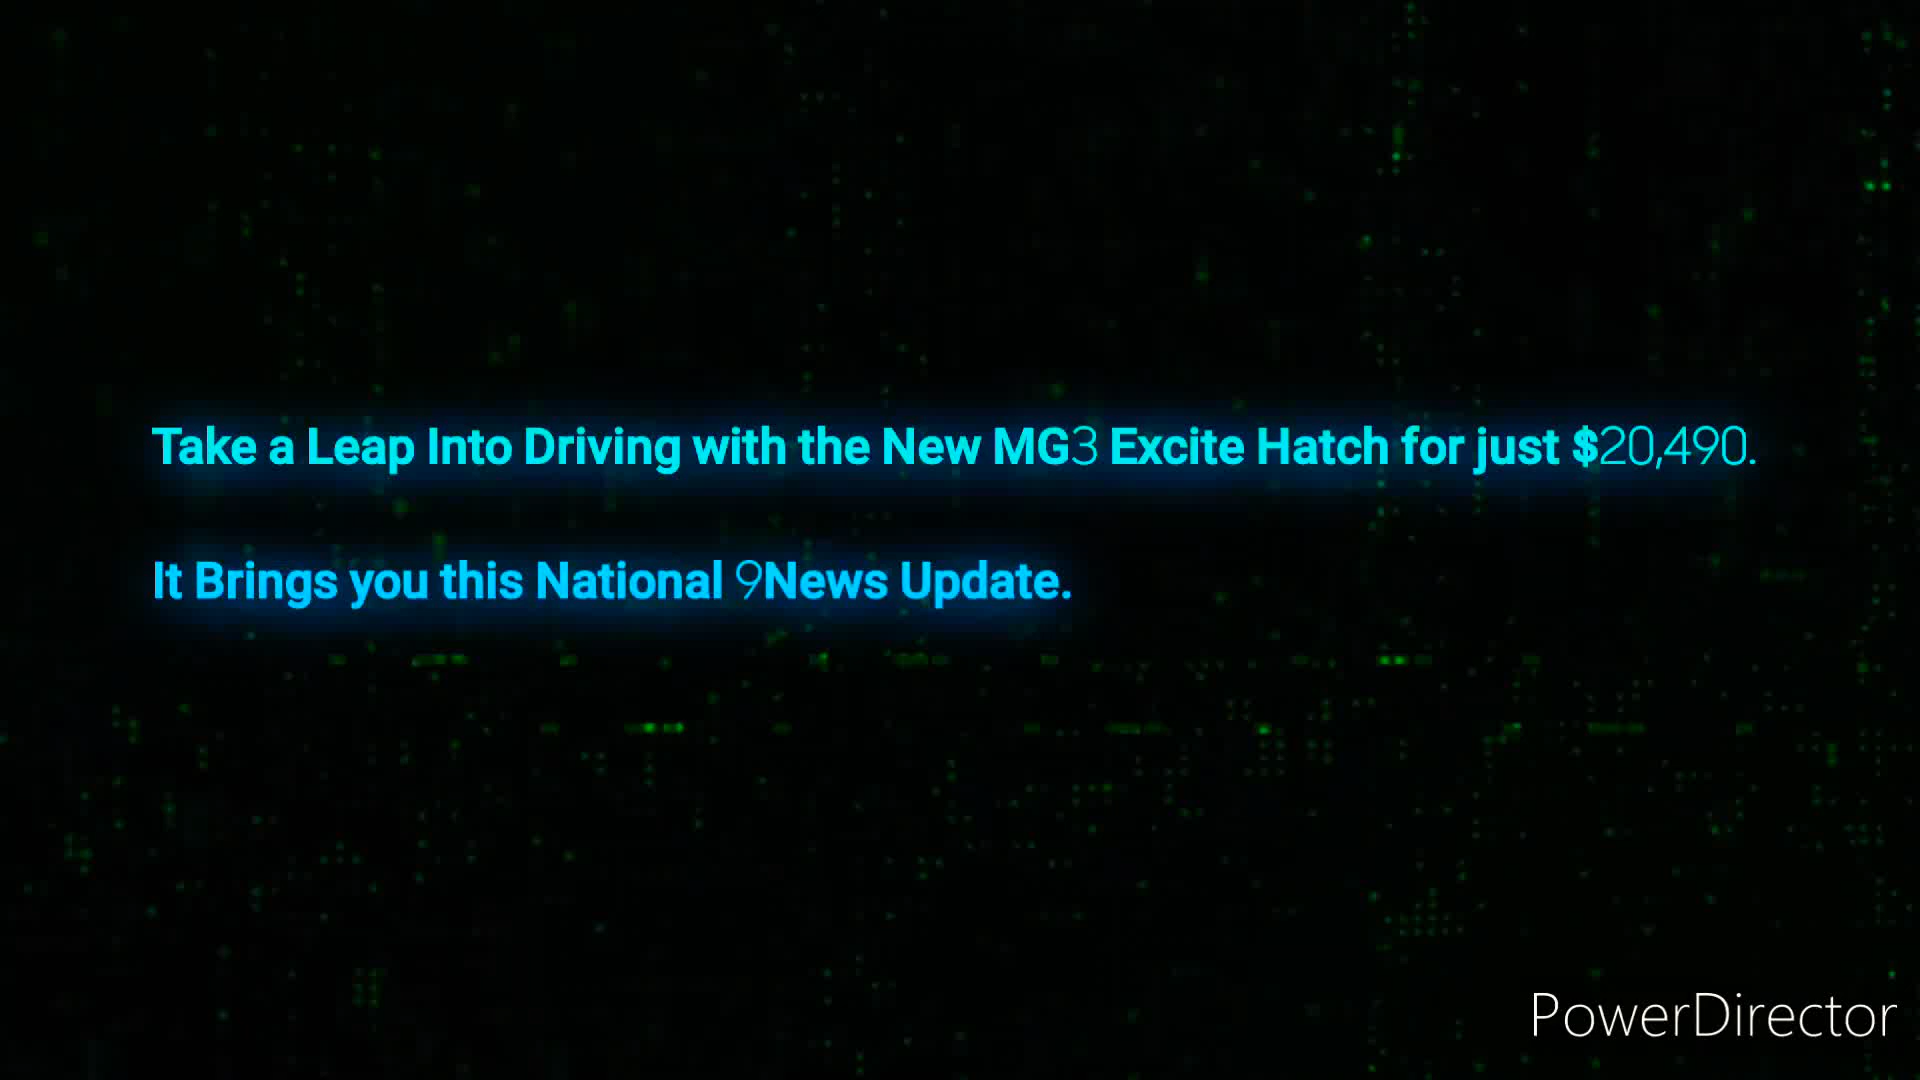 Take a Leap Into Driving with the New MG3 Excite Hatch for just $20,490.
It Brings you this National 9News Update.
PowerDirector